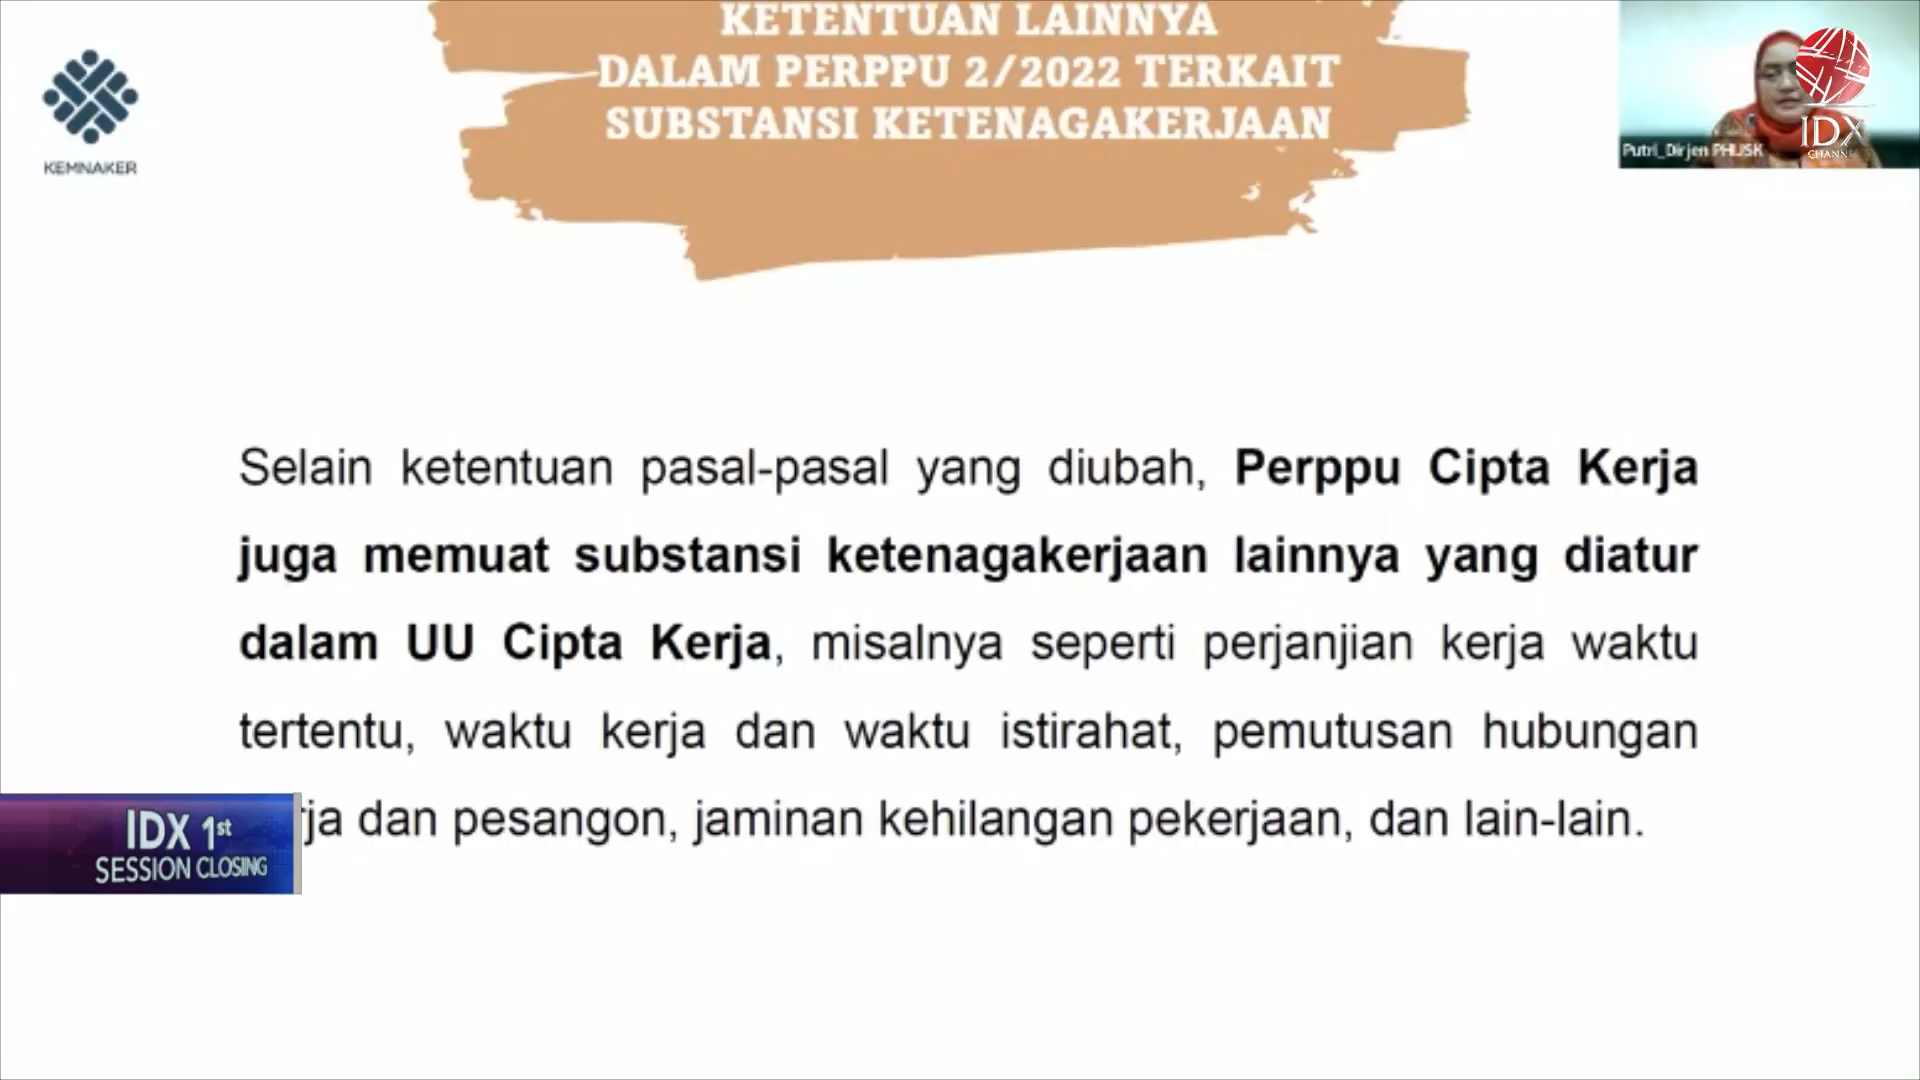 KETENTUAN LAINNYA
DALAM PERPPU 2/2022 TERKAIT
SUBSTANSI KETENAGAKERJAAN
KEMNAKER
Putri_Dirjen PHIJSK
IDX
CHANNEL
Selain ketentuan pasal-pasal yang diubah, Perppu Cipta Kerja
juga memuat substansi ketenagakerjaan lainnya yang diatur
dalam UU Cipta Kerja, misalnya seperti perjanjian kerja waktu
tertentu, waktu kerja dan waktu istirahat, pemutusan hubungan
rja dan pesangon, jaminan kehilangan pekerjaan, dan lain-lain.
IDX 1st
SESSION CLOSING